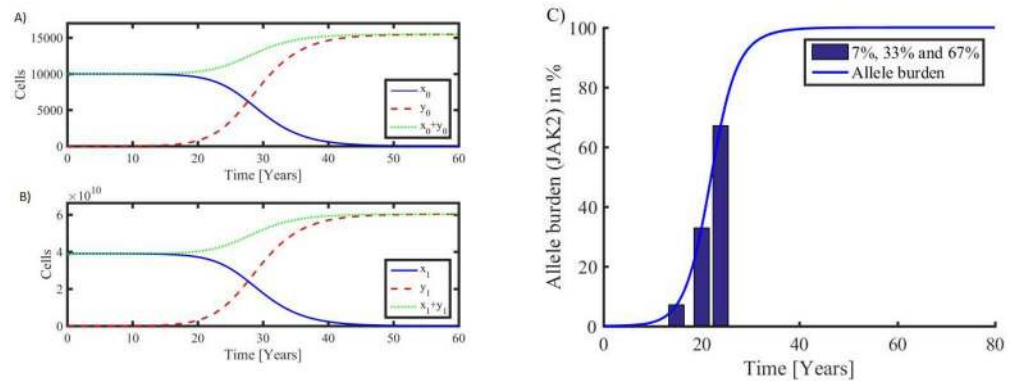 A)
15000
10000
5000
0
Cells
x₀
y₀
x₀+y₀
0 10 20 30 40 50 60
Time [Years]
B)
×10¹⁰
6
4
2
0
Cells
x₁
y₁
x₁+y₁
0 10 20 30 40 50 60
Time [Years]
C)
100
80
60
40
20
0
Allele burden (JAK2) in %
7%, 33% and 67%
Allele burden
0 20 40 60 80
Time [Years]